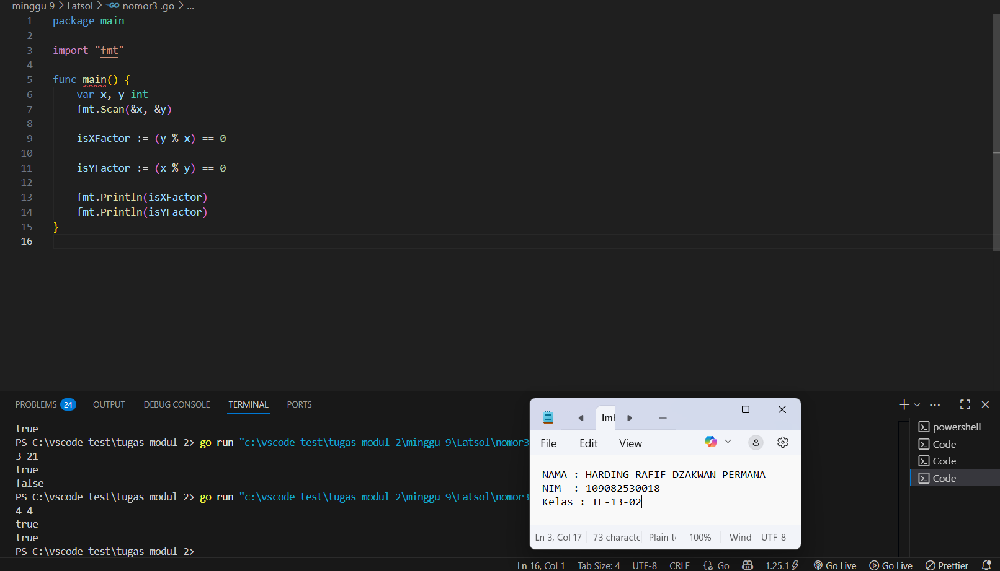 minggu 9 > Latsol > GO nomor3 .go > ...
1 package main
2
3 import "fmt"
4
5 func main() {
6 var x, y int
7 fmt.Scan(&x, &y)
8
9 isXFactor := (y % x) == 0
10
11 isYFactor := (x % y) == 0
12
13 fmt.Println(isXFactor)
14 fmt.Println(isYFactor)
15 }
16
PROBLEMS 24 OUTPUT DEBUG CONSOLE TERMINAL PORTS
true
PS C:\vscode test\tugas modul 2> go run "c:\vscode test\tugas modul 2\minggu 9\Latsol\nomor3
3 21
true
false
PS C:\vscode test\tugas modul 2> go run "c:\vscode test\tugas modul 2\minggu 9\Latsol\nomor3
4 4
true
true
PS C:\vscode test\tugas modul 2>
File Edit View
NAMA : HARDING RAFIF DZAKWAN PERMANA
NIM : 109082530018
Kelas : IF-13-02
Ln 3, Col 17 73 characte Plain t 100% Wind UTF-8
powershell
Code
Code
Code
Ln 16, Col 1 Tab Size: 4 UTF-8 CRLF {} Go 1.25.1 Go Live Go Live Prettier